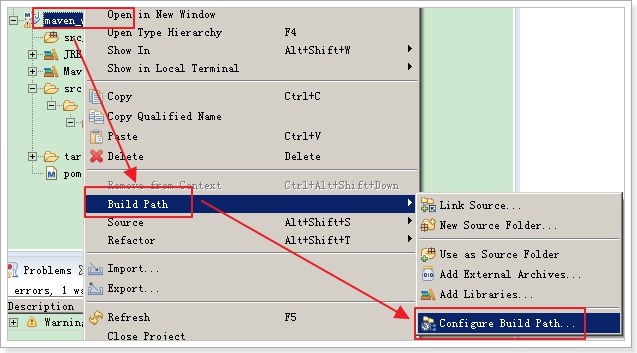 maven_
Open in New Window
src
Open Type Hierarchy F4
JRE
Show In Alt+Shift+W
Mav
Show in Local Terminal
src
Copy Ctrl+C
Copy Qualified Name
Paste Ctrl+V
Delete Delete
tar
pom
Remove from Context Ctrl+Alt+Shift+Down
Build Path
Source Alt+Shift+S
Refactor Alt+Shift+T
Import...
Export...
Refresh F5
Close Project
Link Source...
New Source Folder...
Use as Source Folder
Add External Archives...
Add Libraries...
Configure Build Path...
Problems
errors, 1 wa
Description
Warning